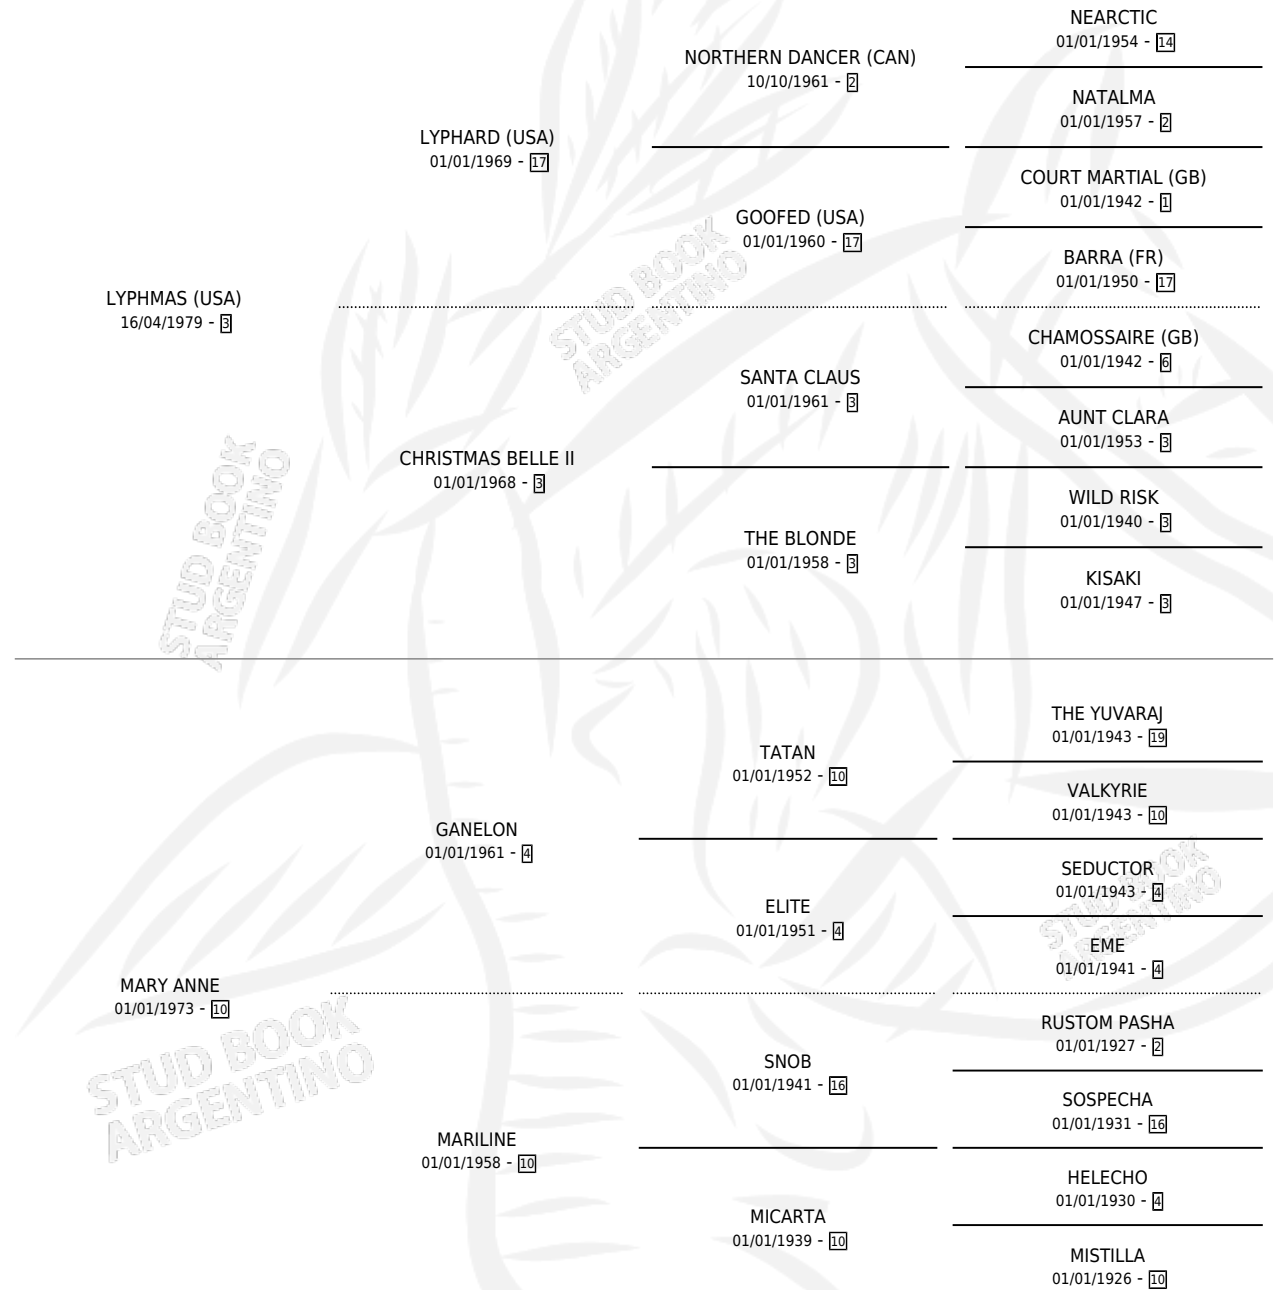 NEARCTIC
01/01/1954 - 14
NORTHERN DANCER (CAN)
10/10/1961 - 2
NATALMA
01/01/1957 - 2
LYPHARD (USA)
01/01/1969 - 17
COURT MARTIAL (GB)
01/01/1942 - 1
GOOFED (USA)
01/01/1960 - 17
BARRA (FR)
01/01/1950 - 17
LYPHMAS (USA)
16/04/1979 - 3
STUD BOOK
ARGENTINO
CHAMOSSAIRE (GB)
01/01/1942 - 6
SANTA CLAUS
01/01/1961 - 3
AUNT CLARA
01/01/1953 - 3
CHRISTMAS BELLE II
01/01/1968 - 3
WILD RISK
01/01/1940 - 3
THE BLONDE
01/01/1958 - 3
KISAKI
01/01/1947 - 3
STUD BOOK
ARGENTINO
THE YUVARAJ
01/01/1943 - 19
TATAN
01/01/1952 - 10
VALKYRIE
01/01/1943 - 10
GANELON
01/01/1961 - 4
SEDUCTOR
01/01/1943 - 4
ELITE
01/01/1951 - 4
STUD BOOK
ARGENTINO
EME
01/01/1941 - 4
MARY ANNE
01/01/1973 - 10
RUSTOM PASHA
01/01/1927 - 2
SNOB
01/01/1941 - 16
STUD BOOK
ARGENTINO
SOSPECHA
01/01/1931 - 16
MARILINE
01/01/1958 - 10
HELECHO
01/01/1930 - 4
MICARTA
01/01/1939 - 10
MISTILLA
01/01/1926 - 10